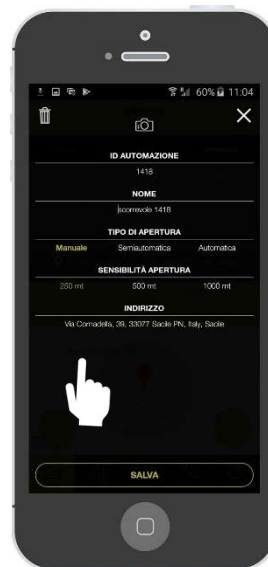 60% 11:04
ID AUTOMAZIONE
1418
NOME
scorrevole 1418
TIPO DI APERTURA
Manuale Semiautomatica Automatica
SENSIBILITÀ APERTURA
250 mt 500 mt 1000 mt
INDIRIZZO
Via Cornadella, 39, 33077 Sacile PN, Italy, Sacile
SALVA